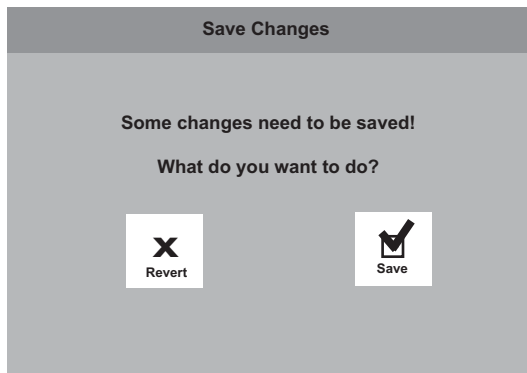 Save Changes
Some changes need to be saved!
What do you want to do?
Revert
Save